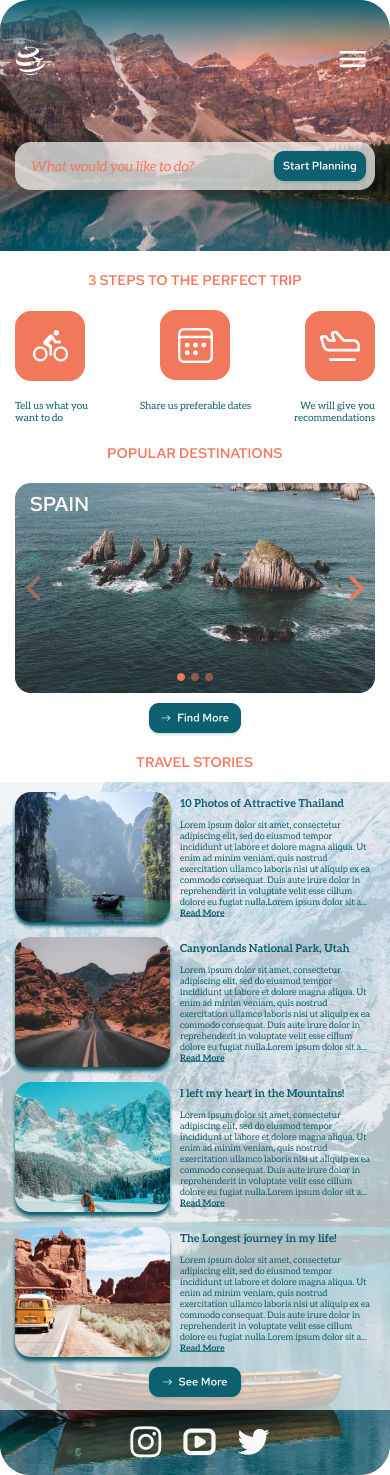 What would you like to do?
Start Planning
3 STEPS TO THE PERFECT TRIP
Tell us what you
want to do
Share us preferable dates
We will give you
recommendations
POPULAR DESTINATIONS
SPAIN
→ Find More
TRAVEL STORIES
10 Photos of Attractive Thailand
Lorem ipsum dolor sit amet, consectetur
adipiscing elit, sed do eiusmod tempor
incididunt ut labore et dolore magna aliqua. Ut
enim ad minim veniam, quis nostrud
exercitation ullamco laboris nisi ut aliquip ex ea
commodo consequat. Duis aute irure dolor in
reprehenderit in voluptate velit esse cillum
dolore eu fugiat nulla.Lorem ipsum dolor sit a...
Read More
Canyonlands National Park, Utah
Lorem ipsum dolor sit amet, consectetur
adipiscing elit, sed do eiusmod tempor
incididunt ut labore et dolore magna aliqua. Ut
enim ad minim veniam, quis nostrud
exercitation ullamco laboris nisi ut aliquip ex ea
commodo consequat. Duis aute irure dolor in
reprehenderit in voluptate velit esse cillum
dolore eu fugiat nulla.Lorem ipsum dolor sit a...
Read More
I left my heart in the Mountains!
Lorem ipsum dolor sit amet, consectetur
adipiscing elit, sed do eiusmod tempor
incididunt ut labore et dolore magna aliqua. Ut
enim ad minim veniam, quis nostrud
exercitation ullamco laboris nisi ut aliquip ex ea
commodo consequat. Duis aute irure dolor in
reprehenderit in voluptate velit esse cillum
dolore eu fugiat nulla.Lorem ipsum dolor sit a...
Read More
The Longest journey in my life!
Lorem ipsum dolor sit amet, consectetur
adipiscing elit, sed do eiusmod tempor
incididunt ut labore et dolore magna aliqua. Ut
enim ad minim veniam, quis nostrud
exercitation ullamco laboris nisi ut aliquip ex ea
commodo consequat. Duis aute irure dolor in
reprehenderit in voluptate velit esse cillum
dolore eu fugiat nulla.Lorem ipsum dolor sit a...
Read More
→ See More